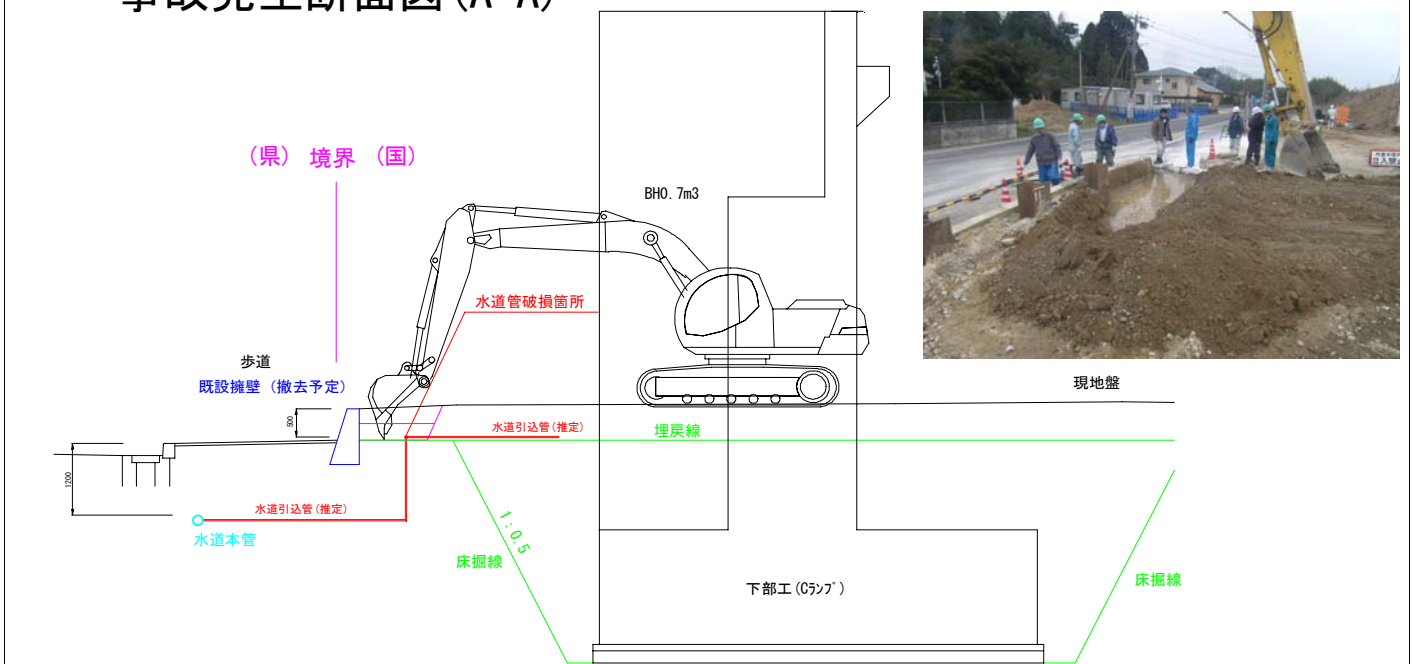 事故発生断面図(A-A)
(県) 境界 (国)
BH0.7m3
水道管破損箇所
歩道
既設擁壁 (撤去予定)
現地盤
500
水道引込管(推定)
埋戻線
1200
水道引込管(推定)
水道本管
1:0.5
床掘線
床掘線
下部工(Cﾗﾝﾌﾟ)